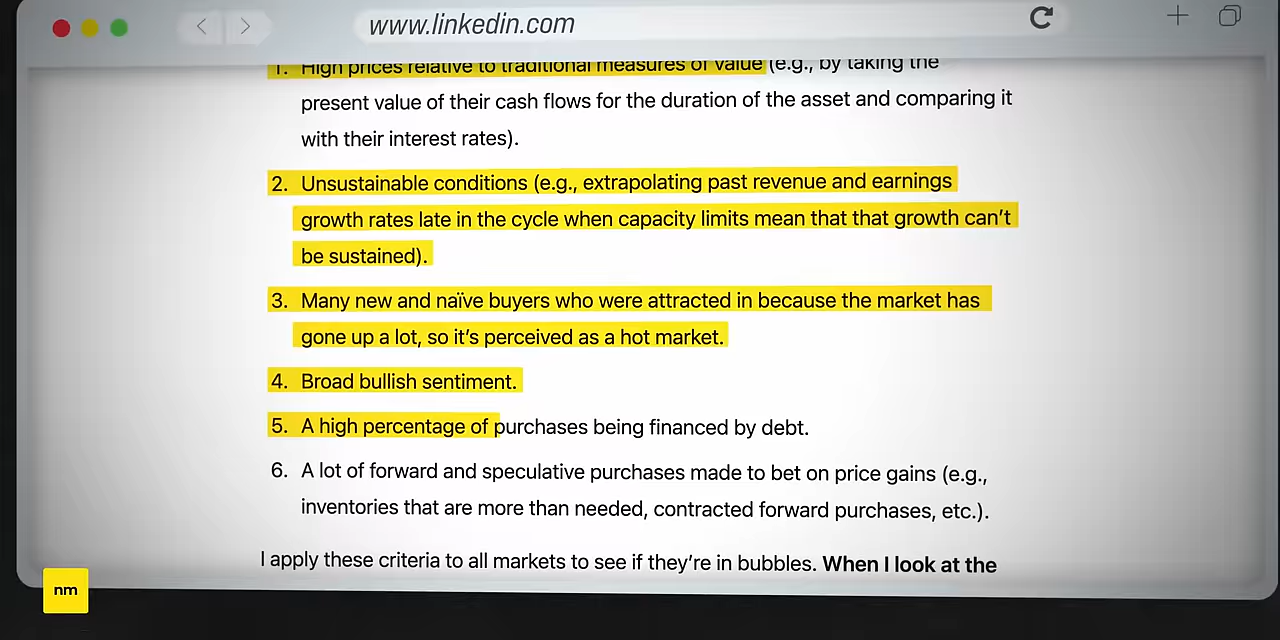 www.linkedin.com
1. High prices relative to traditional measures of value (e.g., by taking the
present value of their cash flows for the duration of the asset and comparing it
with their interest rates).
2. Unsustainable conditions (e.g., extrapolating past revenue and earnings
growth rates late in the cycle when capacity limits mean that that growth can't
be sustained).
3. Many new and naïve buyers who were attracted in because the market has
gone up a lot, so it's perceived as a hot market.
4. Broad bullish sentiment.
5. A high percentage of purchases being financed by debt.
6. A lot of forward and speculative purchases made to bet on price gains (e.g.,
inventories that are more than needed, contracted forward purchases, etc.).
I apply these criteria to all markets to see if they're in bubbles. When I look at the
nm